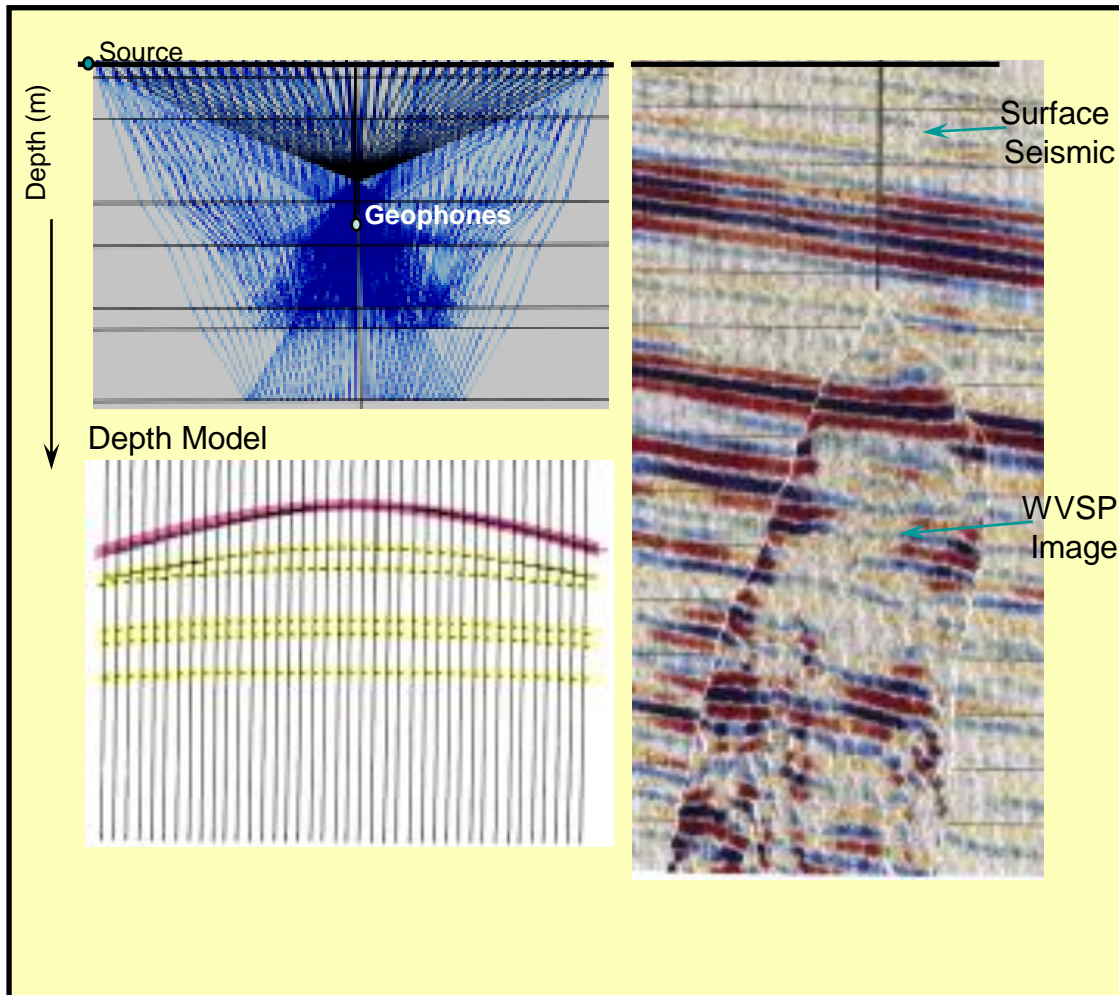 Source
Depth (m)
Geophones
Depth Model
Surface
Seismic
WVSP
Image